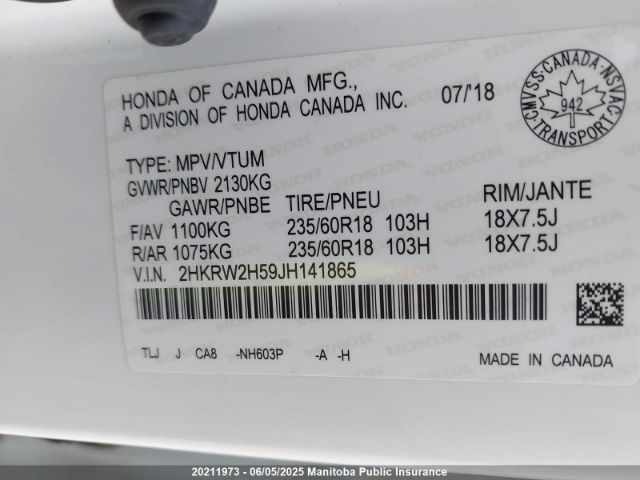 HONDA OF CANADA MFG.,
A DIVISION OF HONDA CANADA INC. 07/'18
CMVSS·CANADA·NSVAC
942
TRANSPORT
TYPE: MPV/VTUM
GVWR/PNBV 2130KG
GAWR/PNBE TIRE/PNEU RIM/JANTE
F/AV 1100KG 235/60R18 103H 18X7.5J
R/AR 1075KG 235/60R18 103H 18X7.5J
V.I.N. 2HKRW2H59JH141865
TLJ J CA8 -NH603P -A -H MADE IN CANADA
20211973 - 06/05/2025 Manitoba Public Insurance